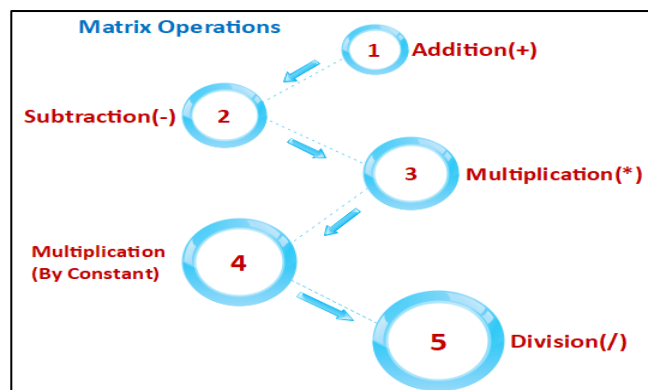 Matrix Operations
1
Addition(+)
Subtraction(-)
2
3
Multiplication(*)
Multiplication
(By Constant)
4
5
Division(/)